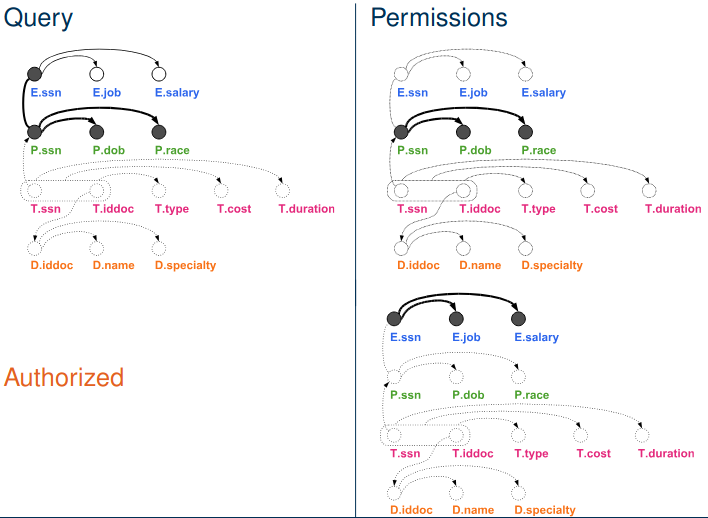 Query
E.ssn E.job E.salary
P.ssn P.dob P.race
T.ssn T.iddoc T.type T.cost T.duration
D.iddoc D.name D.specialty
Authorized
Permissions
E.ssn E.job E.salary
P.ssn P.dob P.race
T.ssn T.iddoc T.type T.cost T.duration
D.iddoc D.name D.specialty
E.ssn E.job E.salary
P.ssn P.dob P.race
T.ssn T.iddoc T.type T.cost T.duration
D.iddoc D.name D.specialty